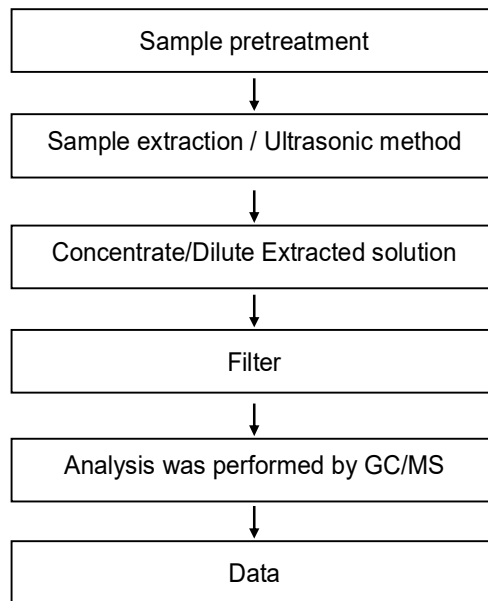 Sample pretreatment
Sample extraction / Ultrasonic method
Concentrate/Dilute Extracted solution
Filter
Analysis was performed by GC/MS
Data